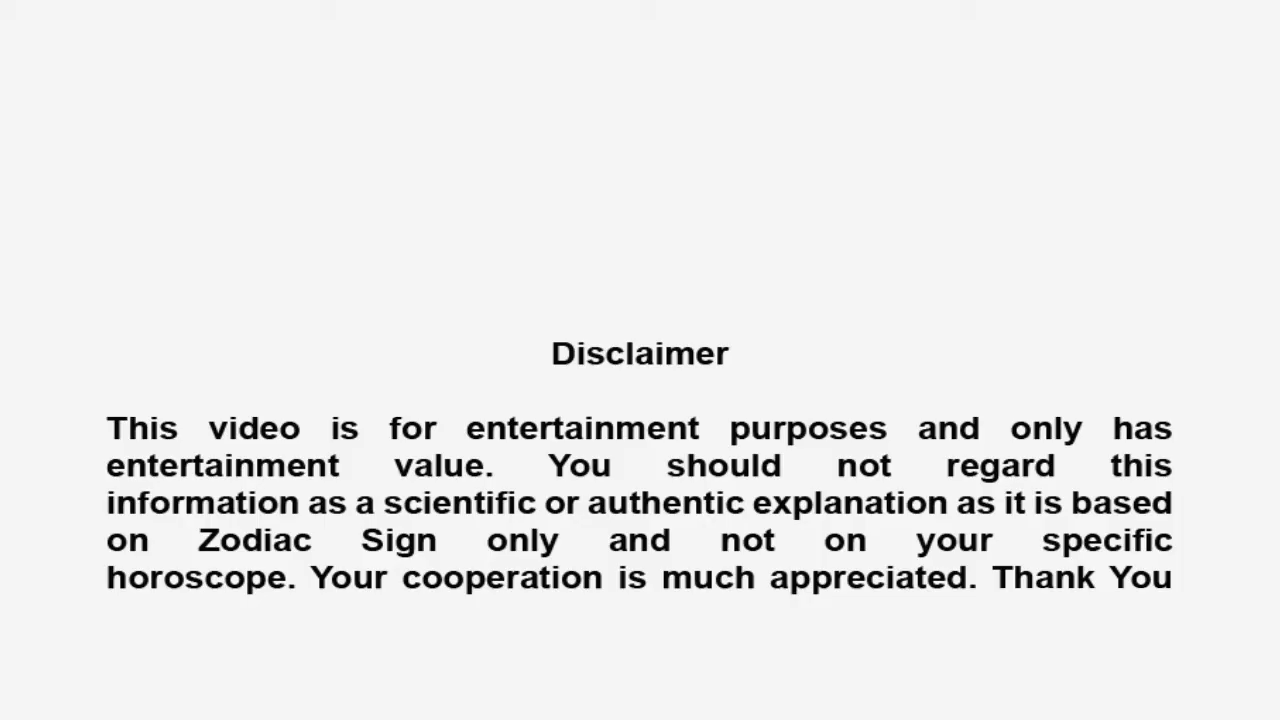 Disclaimer
This video is for entertainment purposes and only has
entertainment value. You should not regard this
information as a scientific or authentic explanation as it is based
on Zodiac Sign only and not on your specific
horoscope. Your cooperation is much appreciated. Thank You